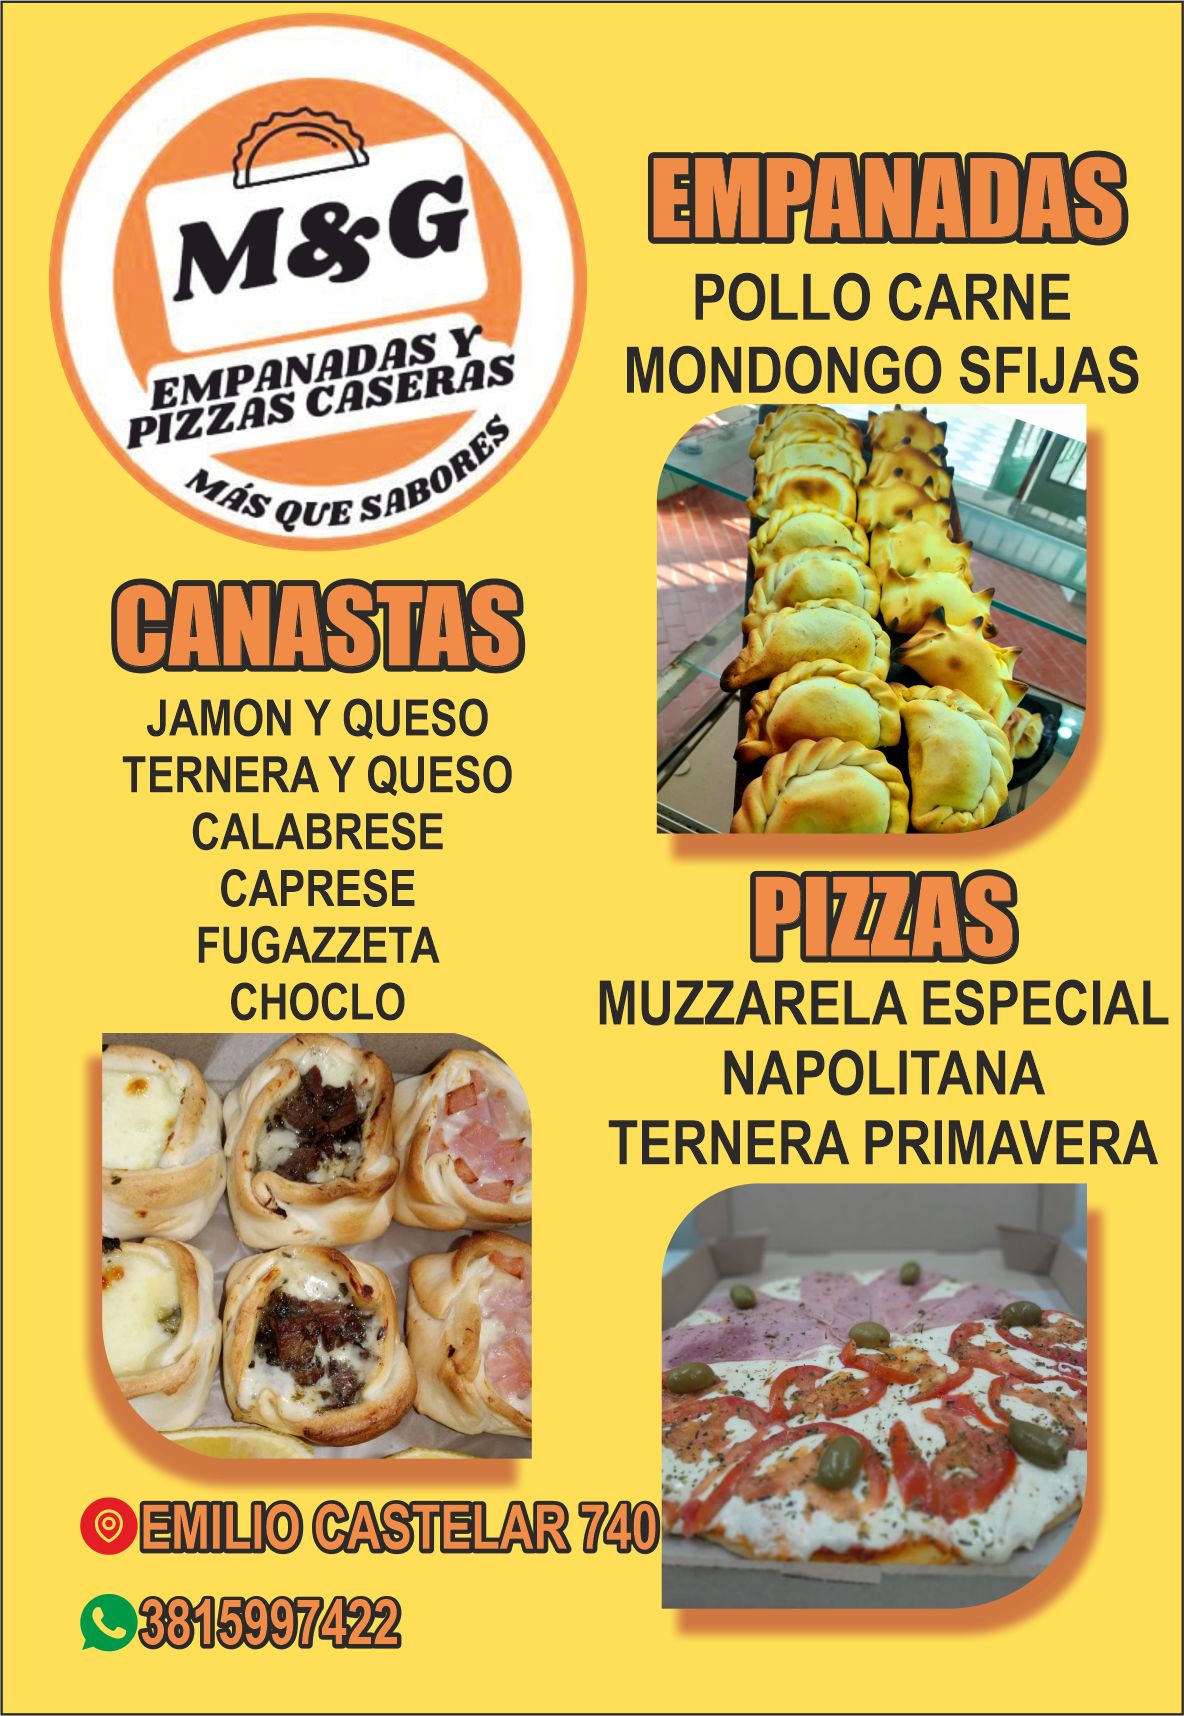 M&G
EMPANADAS Y
PIZZAS CASERAS
MÁS QUE SABORES
EMPANADAS
POLLO CARNE
MONDONGO SFIJAS
CANASTAS
JAMON Y QUESO
TERNERA Y QUESO
CALABRESE
CAPRESE
FUGAZZETA
CHOCLO
PIZZAS
MUZZARELA ESPECIAL
NAPOLITANA
TERNERA PRIMAVERA
EMILIO CASTELAR 740
3815997422